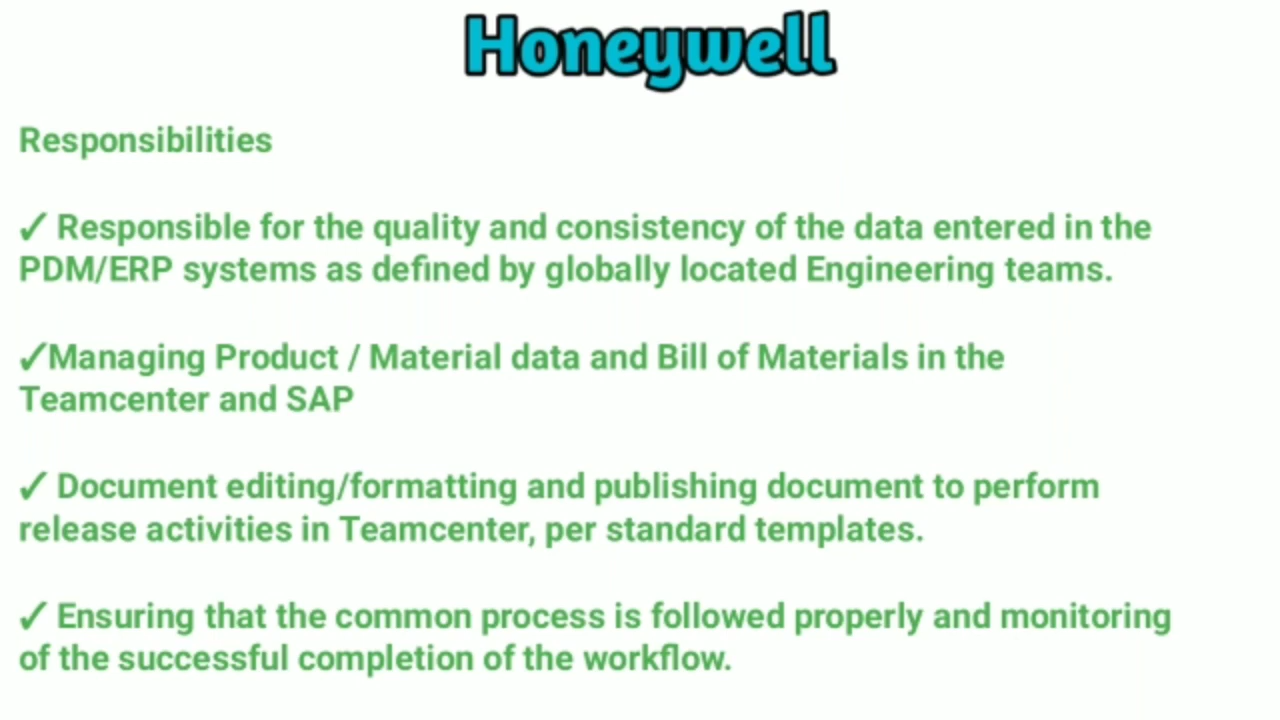 Honeywell
Responsibilities
✓ Responsible for the quality and consistency of the data entered in the
PDM/ERP systems as defined by globally located Engineering teams.
✓Managing Product / Material data and Bill of Materials in the
Teamcenter and SAP
✓ Document editing/formatting and publishing document to perform
release activities in Teamcenter, per standard templates.
✓ Ensuring that the common process is followed properly and monitoring
of the successful completion of the workflow.